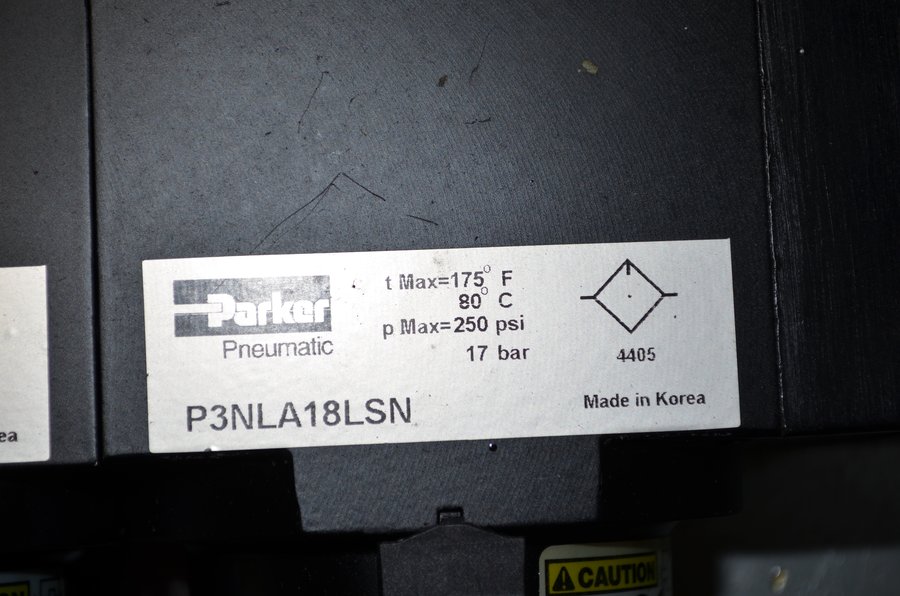 Parker
Pneumatic
t Max=175° F
80° C
p Max=250 psi
17 bar
4405
P3NLA18LSN
Made in Korea
ea
CAUTION